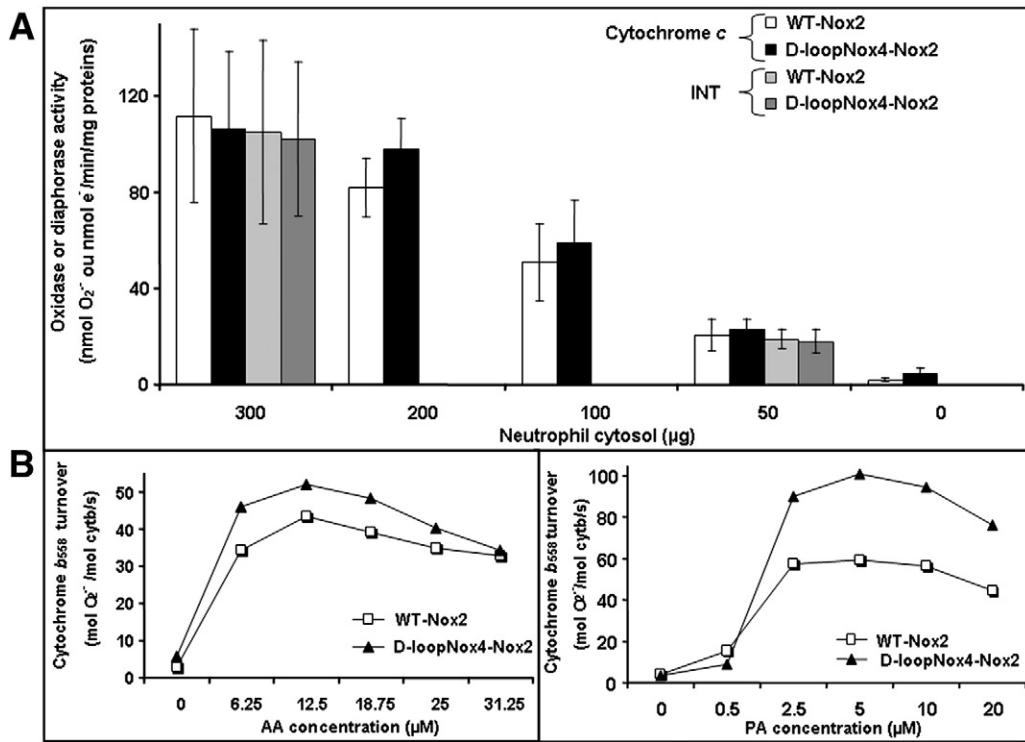 A
Oxidase or diaphorase activity
(nmol O₂·⁻ ou nmol e⁻/min/mg proteins)
120
80
40
0
Cytochrome c
WT-Nox2
D-loopNox4-Nox2
INT
WT-Nox2
D-loopNox4-Nox2
300 200 100 50 0
Neutrophil cytosol (µg)
B
Cytochrome b558 turnover
(mol O2·⁻/mol cytb/s)
50
40
30
20
10
0
WT-Nox2
D-loopNox4-Nox2
0 6.25 12.5 18.75 25 31.25
AA concentration (µM)
Cytochrome b558 turnover
(mol O2·⁻/mol cytb/s)
100
80
60
40
20
0
WT-Nox2
D-loopNox4-Nox2
0 0.5 2.5 5 10 20
PA concentration (µM)